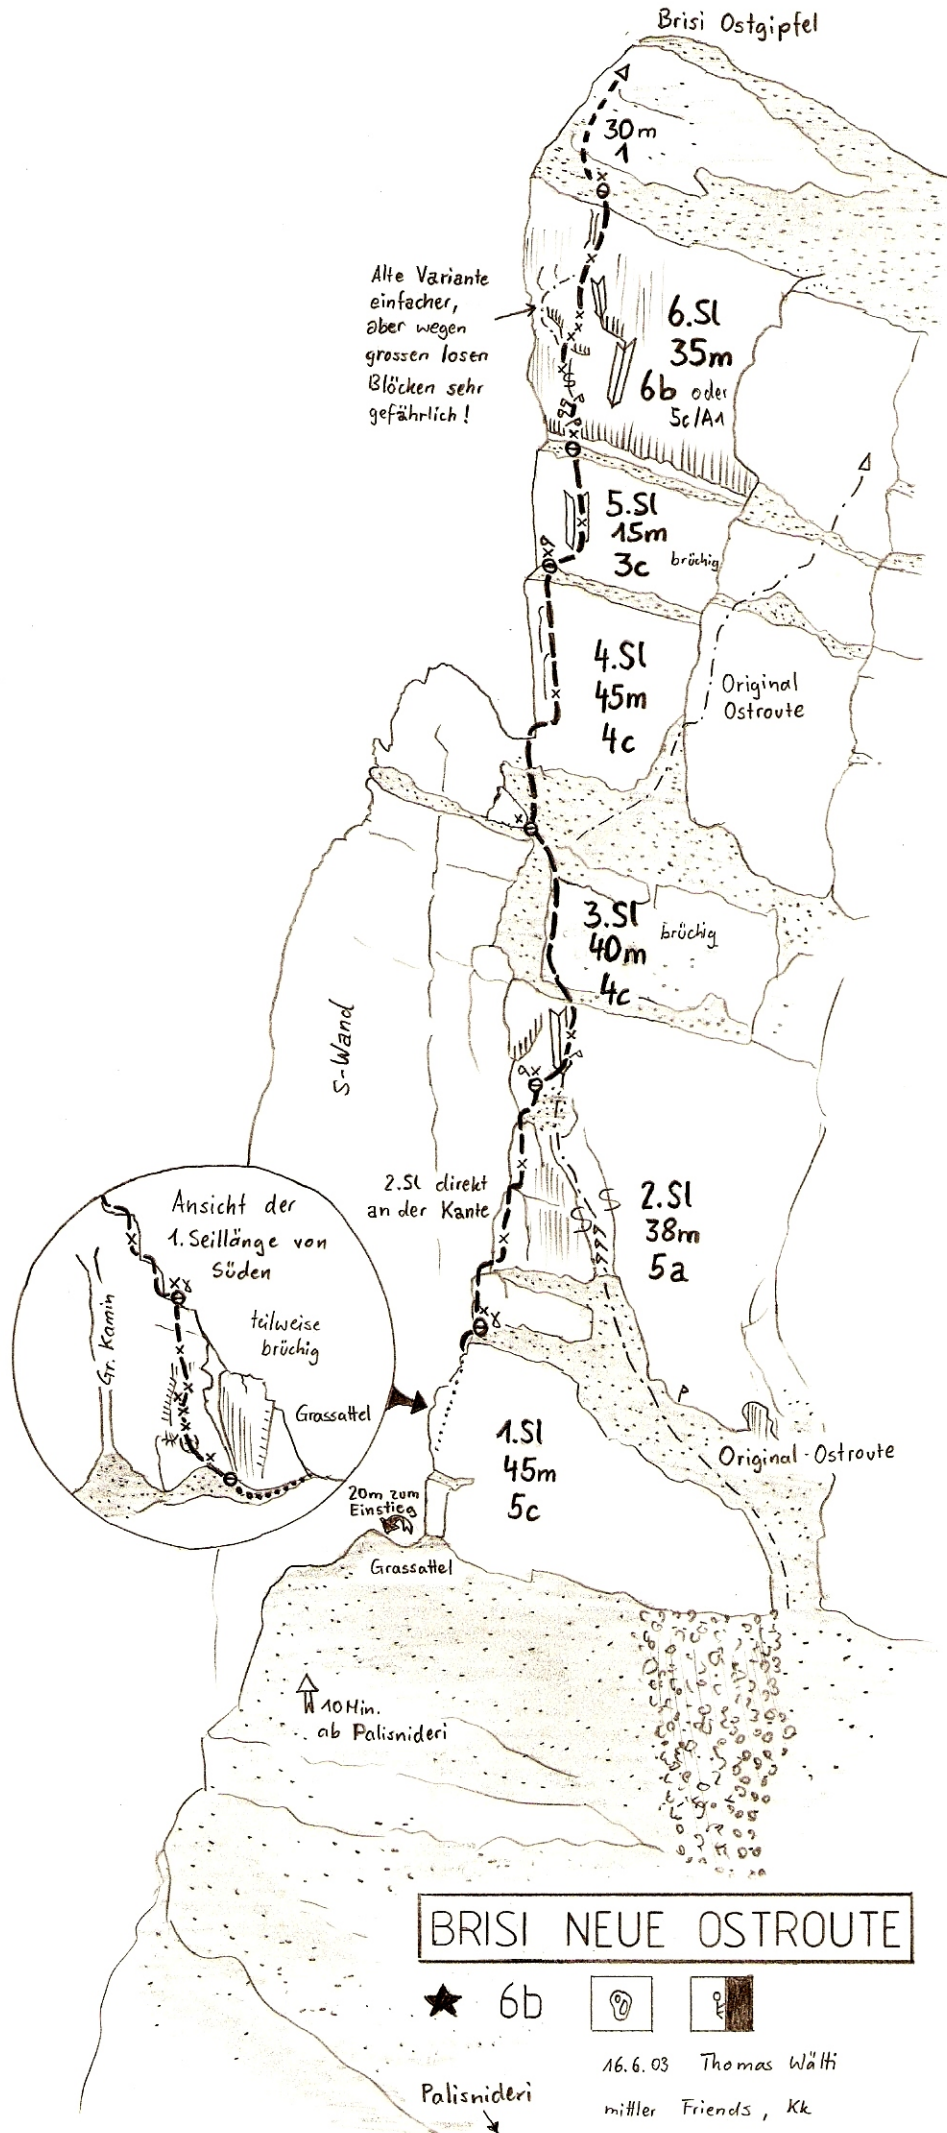 Brisi Ostgipfel
30m
1
Alte Variante
einfacher,
aber wegen
grossen losen
Blöcken sehr
gefährlich!
6.Sl
35m
6b oder
5c/A1
5.Sl
15m
3c brüchig
4.Sl
45m
4c
Original
Ostroute
3.Sl
40m
4c
brüchig
S-Wand
2.Sl direkt
an der Kante
2.Sl
38m
5a
Ansicht der
1. Seillänge von
Süden
teilweise
brüchig
Gr. Kamin
Grassattel
1.Sl
45m
5c
Original-Ostroute
20m zum
Einstieg
Grassattel
10 Min.
ab Palisnideri
BRISI NEUE OSTROUTE
6b
16.6.03 Thomas Wälti
mittler Friends, Kk
Palisnideri